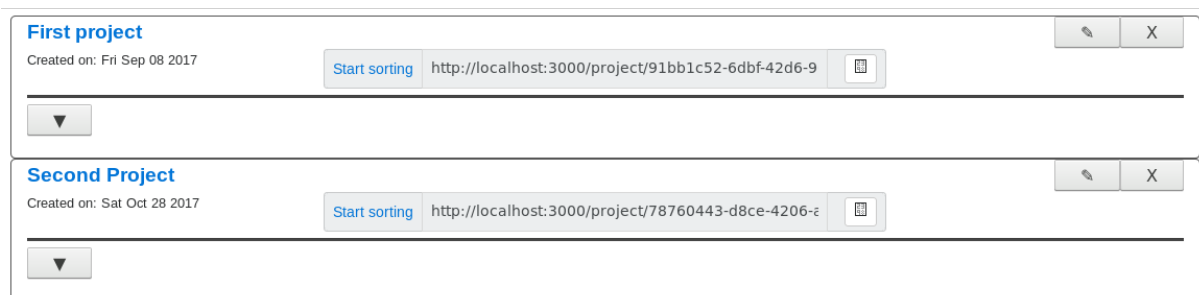 First project
✎ X
Created on: Fri Sep 08 2017
Start sorting http://localhost:3000/project/91bb1c52-6dbf-42d6-9
▼
Second Project
✎ X
Created on: Sat Oct 28 2017
Start sorting http://localhost:3000/project/78760443-d8ce-4206-a
▼